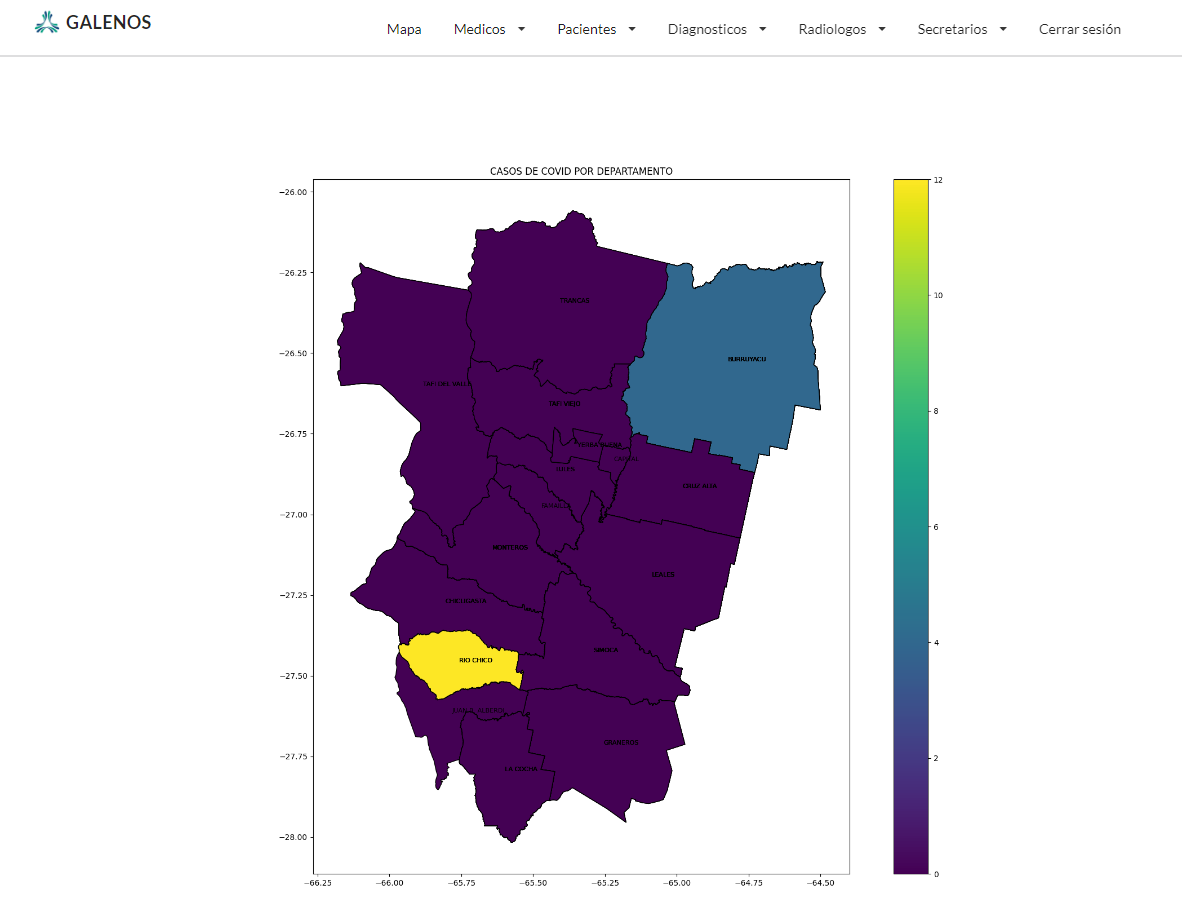 GALENOS
Mapa Medicos Pacientes Diagnosticos Radiologos Secretarios Cerrar sesión
CASOS DE COVID POR DEPARTAMENTO
12
−26.00
−26.25
10
TRANCAS
−26.50
BURRUYACU
TAFI DEL VALLE
TAFI VIEJO
8
−26.75
YERBA BUENA
CAPITAL
LULES
CRUZ ALTA
FAMAILLA
−27.00
6
MONTEROS
LEALES
−27.25
CHICLIGASTA
4
SIMOCA
RIO CHICO
−27.50
JUAN B. ALBERDI
GRANEROS
−27.75
2
LA COCHA
−28.00
0
−66.25 −66.00 −65.75 −65.50 −65.25 −65.00 −64.75 −64.50